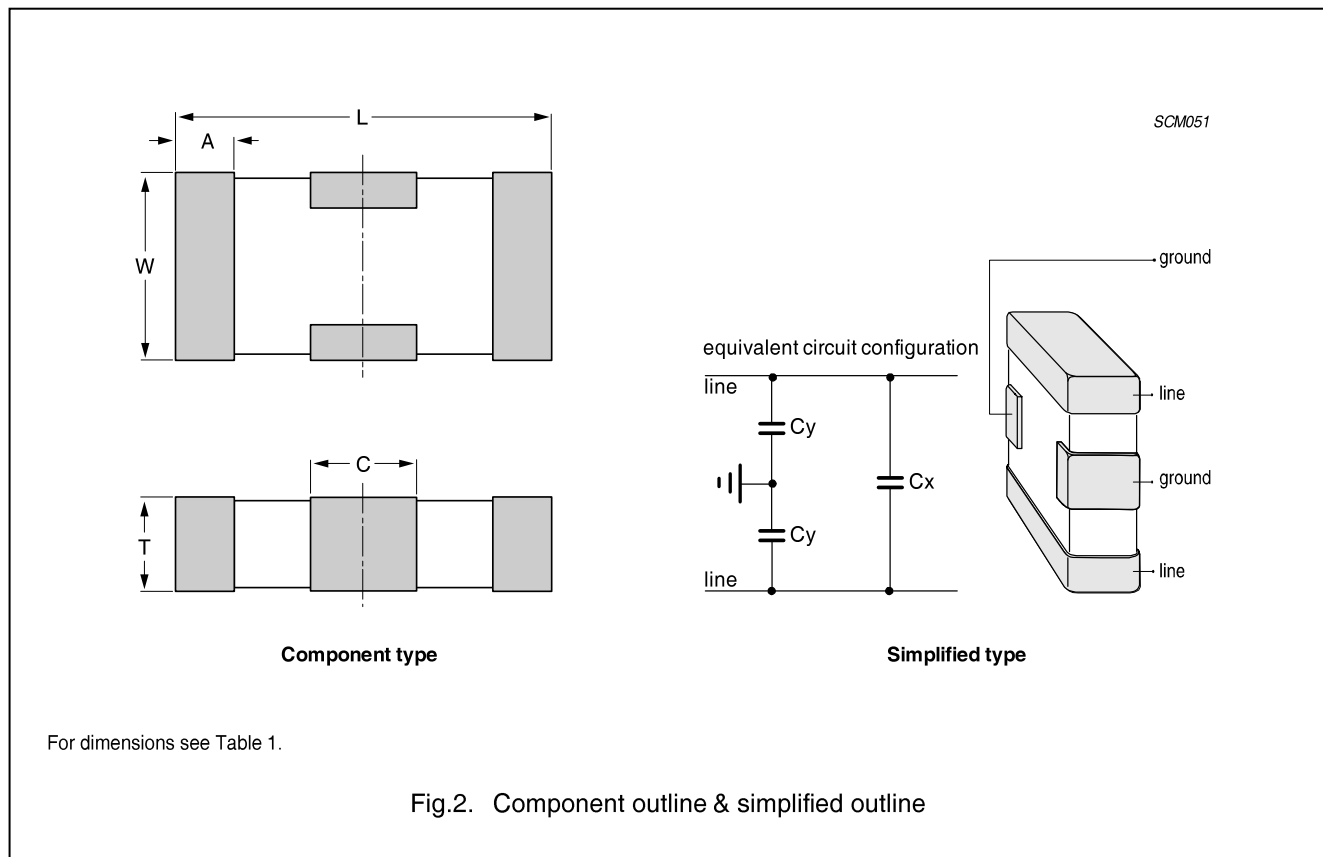 L
SCM051
A
W
ground
equivalent circuit configuration
line
line
Cy
C
Cx
ground
T
Cy
line
line
Component type
Simplified type
For dimensions see Table 1.
Fig.2. Component outline & simplified outline